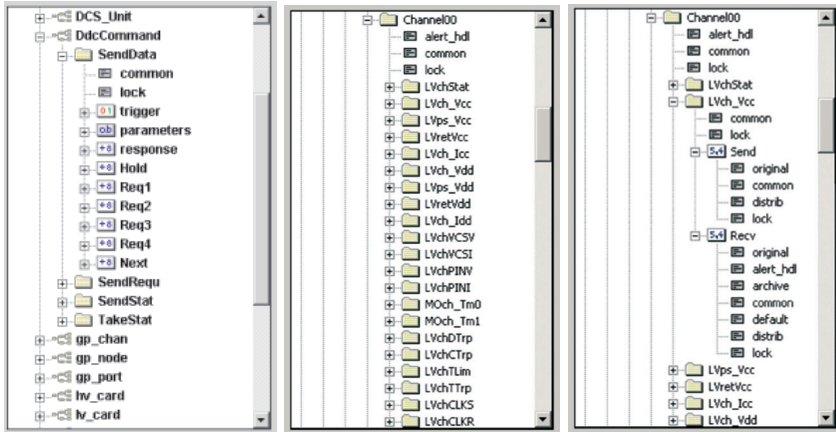 DCS_Unit
DdcCommand
SendData
common
lock
trigger
parameters
response
Hold
Req1
Req2
Req3
Req4
Next
SendRequ
SendStat
TakeStat
gp_chan
gp_node
gp_port
hv_card
lv_card
Channel00
alert_hdl
common
lock
LVchStat
LVch_Vcc
LVps_Vcc
LVretVcc
LVch_Icc
LVch_Vdd
LVps_Vdd
LVretVdd
LVch_Idd
LVchVCSV
LVchVCSI
LVchPINV
LVchPINI
MOch_Tm0
MOch_Tm1
LVchDTrp
LVchCTrp
LVchTLim
LVchTTrp
LVchCLKS
LVchCLKR
Channel00
alert_hdl
common
lock
LVchStat
LVch_Vcc
common
lock
Send
original
common
distrib
lock
Recv
original
alert_hdl
archive
common
default
distrib
lock
LVps_Vcc
LVretVcc
LVch_Icc
LVch_Vdd